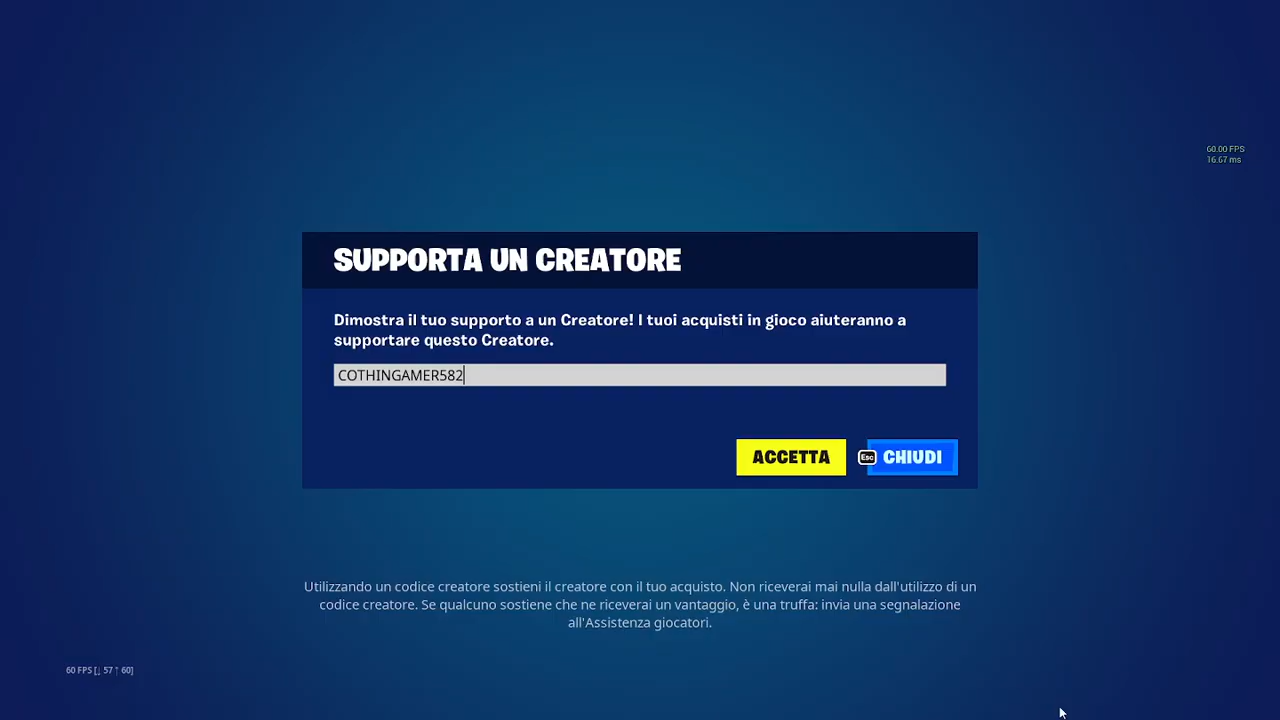 60.00 FPS
16.67 ms
SUPPORTA UN CREATORE
Dimostra il tuo supporto a un Creatore! I tuoi acquisti in gioco aiuteranno a
supportare questo Creatore.
COTHINGAMER582
ACCETTA
Esc CHIUDI
Utilizzando un codice creatore sostieni il creatore con il tuo acquisto. Non riceverai mai nulla dall'utilizzo di un
codice creatore. Se qualcuno sostiene che ne riceverai un vantaggio, è una truffa: invia una segnalazione
all'Assistenza giocatori.
60 FPS [↓ 57 ↑ 60]